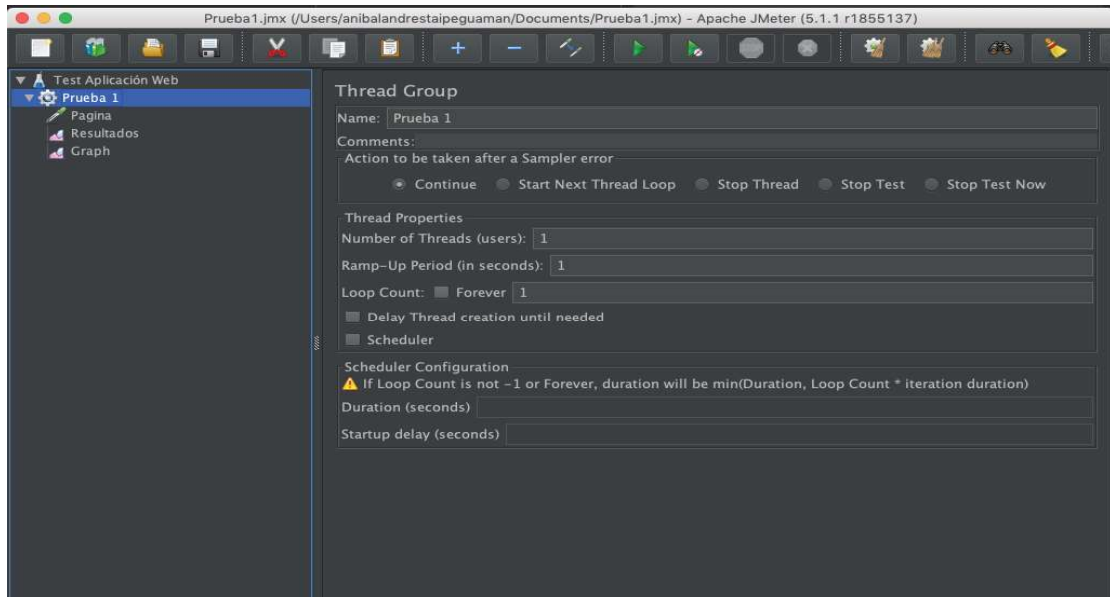 Prueba1.jmx (/Users/anibalandrestaipeguaman/Documents/Prueba1.jmx) - Apache JMeter (5.1.1 r1855137)
Test Aplicación Web
Prueba 1
Pagina
Resultados
Graph
Thread Group
Name: Prueba 1
Comments:
Action to be taken after a Sampler error
Continue Start Next Thread Loop Stop Thread Stop Test Stop Test Now
Thread Properties
Number of Threads (users): 1
Ramp-Up Period (in seconds): 1
Loop Count: Forever 1
Delay Thread creation until needed
Scheduler
Scheduler Configuration
If Loop Count is not -1 or Forever, duration will be min(Duration, Loop Count * iteration duration)
Duration (seconds)
Startup delay (seconds)